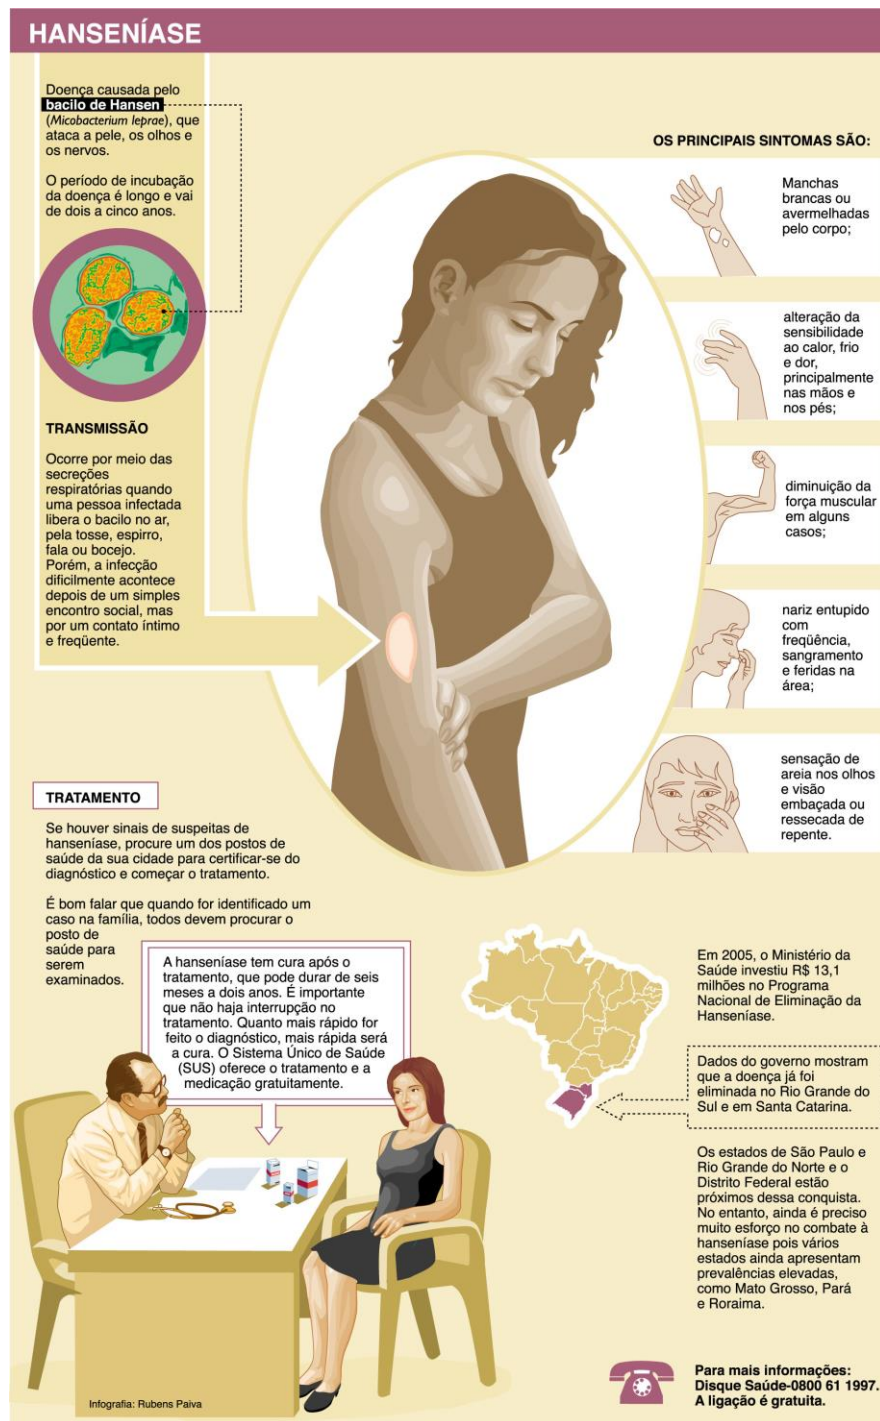 HANSENÍASE
Doença causada pelo
bacilo de Hansen
(Micobacterium leprae), que
ataca a pele, os olhos e
os nervos.
O período de incubação
da doença é longo e vai
de dois a cinco anos.
TRANSMISSÃO
Ocorre por meio das
secreções
respiratórias quando
uma pessoa infectada
libera o bacilo no ar,
pela tosse, espirro,
fala ou bocejo.
Porém, a infecção
dificilmente acontece
depois de um simples
encontro social, mas
por um contato íntimo
e freqüente.
OS PRINCIPAIS SINTOMAS SÃO:
Manchas
brancas ou
avermelhadas
pelo corpo;
alteração da
sensibilidade
ao calor, frio
e dor,
principalmente
nas mãos e
nos pés;
diminuição da
força muscular
em alguns
casos;
nariz entupido
com
freqüência,
sangramento
e feridas na
área;
sensação de
areia nos olhos
e visão
embaçada ou
ressecada de
repente.
TRATAMENTO
Se houver sinais de suspeitas de
hanseníase, procure um dos postos de
saúde da sua cidade para certificar-se do
diagnóstico e começar o tratamento.
É bom falar que quando for identificado um
caso na família, todos devem procurar o
posto de
saúde para
serem
examinados.
A hanseníase tem cura após o
tratamento, que pode durar de seis
meses a dois anos. É importante
que não haja interrupção no
tratamento. Quanto mais rápido for
feito o diagnóstico, mais rápida será
a cura. O Sistema Único de Saúde
(SUS) oferece o tratamento e a
medicação gratuitamente.
Em 2005, o Ministério da
Saúde investiu R$ 13,1
milhões no Programa
Nacional de Eliminação da
Hanseníase.
Dados do governo mostram
que a doença já foi
eliminada no Rio Grande do
Sul e em Santa Catarina.
Os estados de São Paulo e
Rio Grande do Norte e o
Distrito Federal estão
próximos dessa conquista.
No entanto, ainda é preciso
muito esforço no combate à
hanseníase pois vários
estados ainda apresentam
prevalências elevadas,
como Mato Grosso, Pará
e Roraima.
Para mais informações:
Disque Saúde-0800 61 1997.
A ligação é gratuita.
Infografia: Rubens Paiva